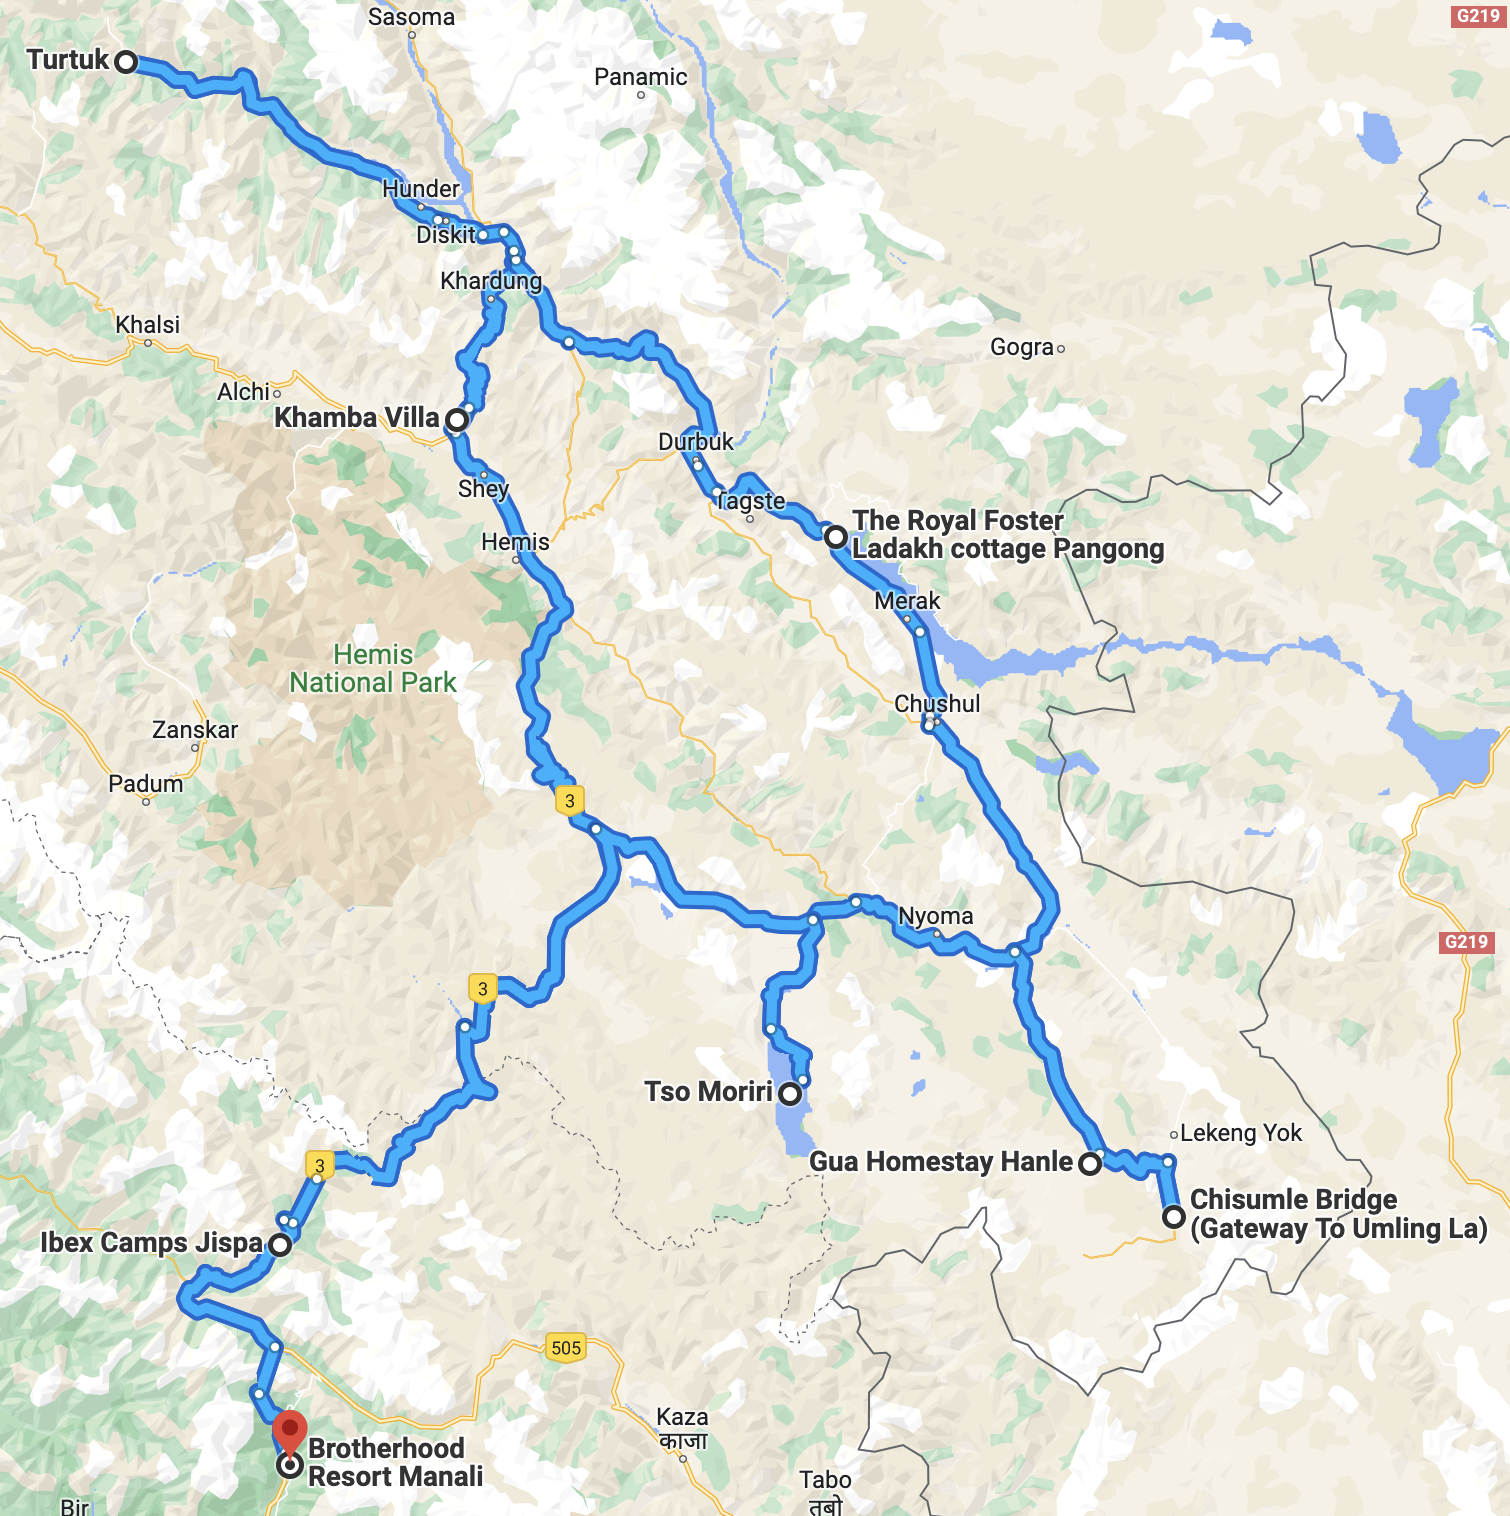 Sasoma
G219
Turtuk
Panamic
Hunder
Diskit
Khardung
Khalsi
Gogra
Alchi
Khamba Villa
Durbuk
Shey
Tagste
The Royal Foster
Ladakh cottage Pangong
Hemis
Merak
Hemis
National Park
Chushul
Zanskar
Padum
3
Nyoma
G219
3
Tso Moriri
Lekeng Yok
3
Gua Homestay Hanle
Chisumle Bridge
(Gateway To Umling La)
Ibex Camps Jispa
505
Kaza
काजा
Brotherhood
Resort Manali
Tabo
तबो
Bir